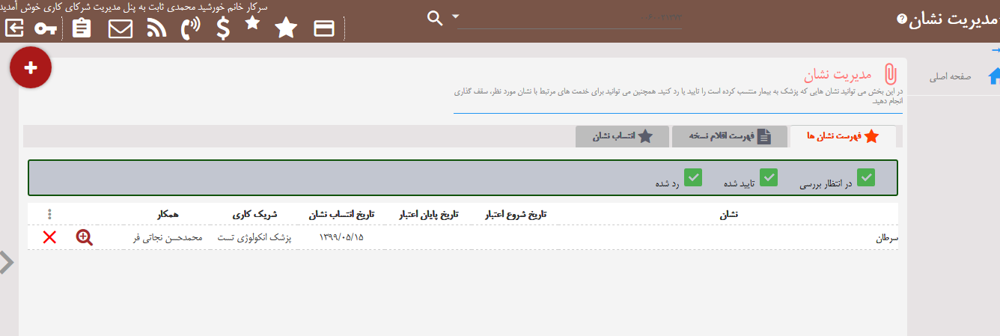 سرکار خانم خورشید محمدی ثابت به پنل مدیریت شرکای کاری خوش آمدید
مدیریت نشان
صفحه اصلی
مدیریت نشان
در این بخش می توانید نشان هایی که پزشک به بیمار منتسب کرده است را تایید یا رد کنید. همچنین می توانید برای خدمت های مرتبط با نشان مورد نظر، سقف گذاری
انجام دهید.
فهرست نشان ها فهرست اقلام نسخه انتساب نشان
در انتظار بررسی تایید شده رد شده
نشان تاریخ شروع اعتبار تاریخ پایان اعتبار تاریخ انتساب نشان شریک کاری همکار
سرطان ۱۳۹۹/۰۵/۱۵ پزشک انکولوژی تست محمدحسن نجاتی فر